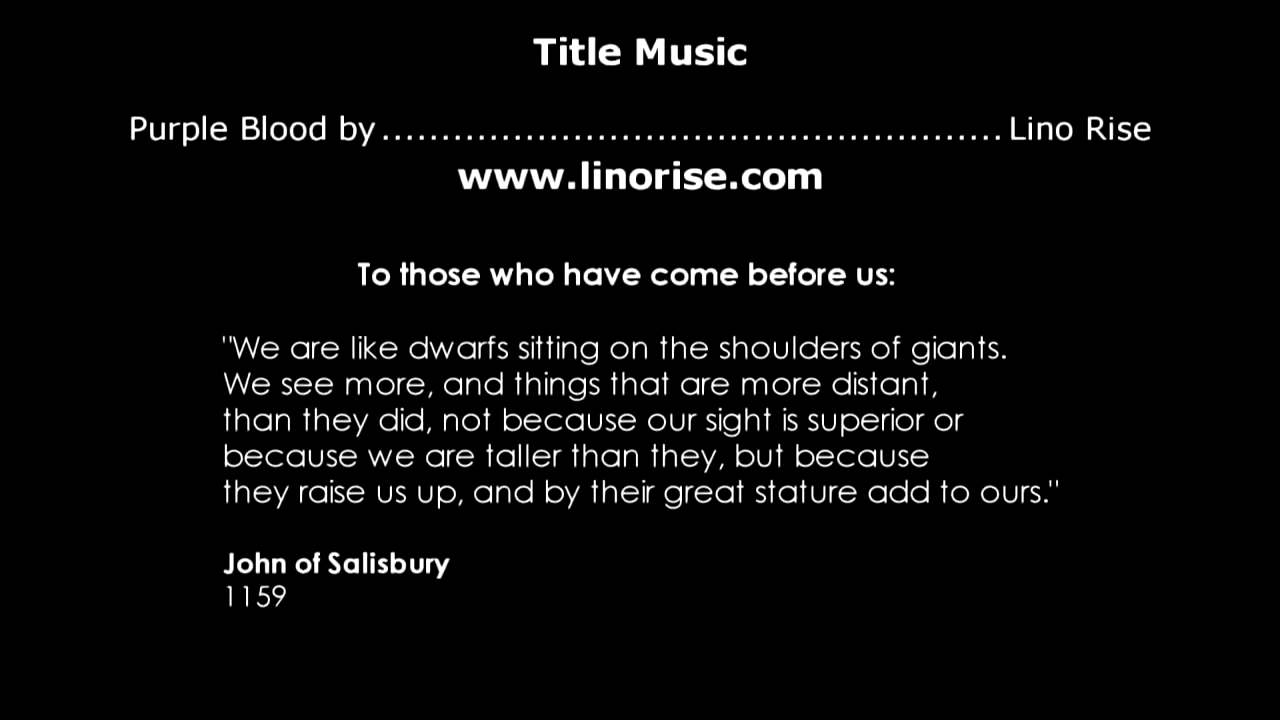 Title Music
Purple Blood by.....................................................Lino Rise
www.linorise.com
To those who have come before us:
"We are like dwarfs sitting on the shoulders of giants.
We see more, and things that are more distant,
than they did, not because our sight is superior or
because we are taller than they, but because
they raise us up, and by their great stature add to ours."
John of Salisbury
1159